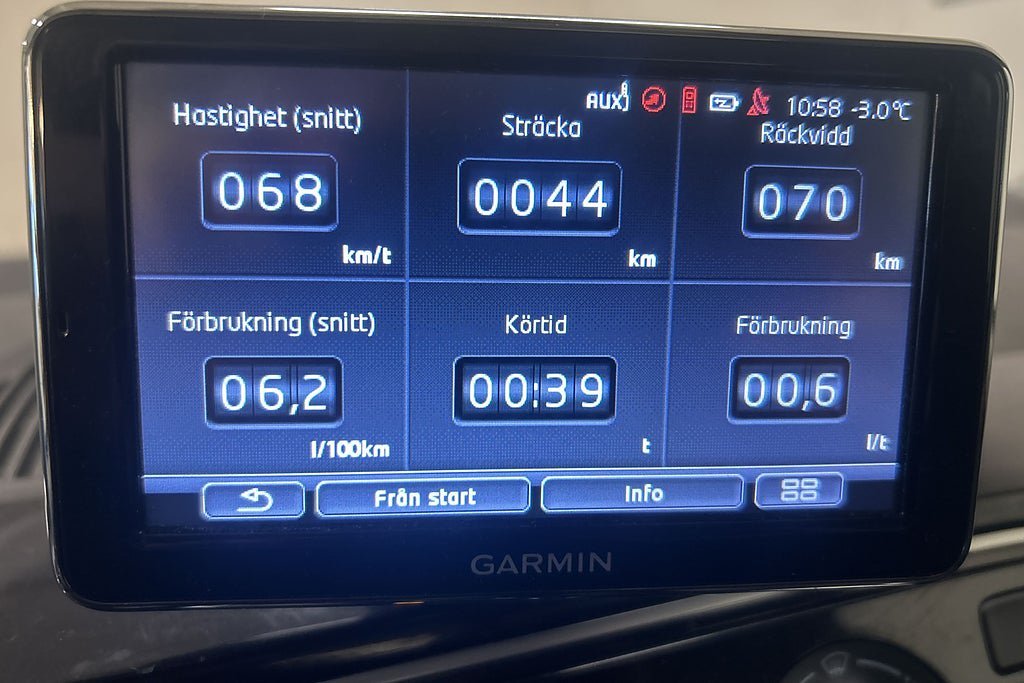 AUX 10:58 -3.0°C
Hastighet (snitt)
068
km/t
Sträcka
0044
km
Räckvidd
070
km
Förbrukning (snitt)
06,2
l/100km
Körtid
00:39
t
Förbrukning
00,6
l/t
Från start
Info
GARMIN